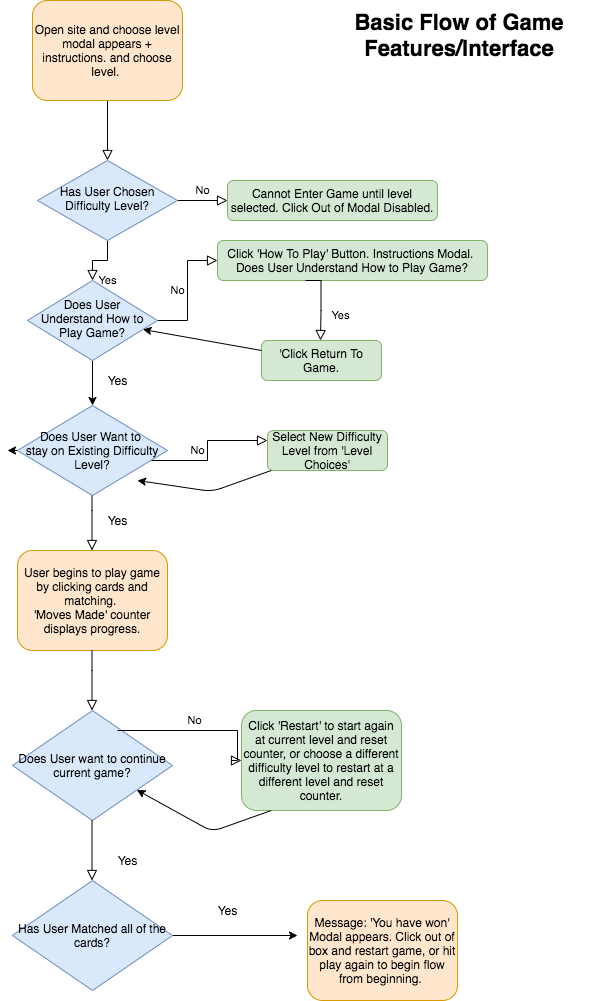 Basic Flow of Game
Features/Interface
Open site and choose level
modal appears +
instructions. and choose
level.
Has User Chosen
Difficulty Level?
No
Cannot Enter Game until level
selected. Click Out of Modal Disabled.
Yes
Does User
Understand How to
Play Game?
No
Click 'How To Play' Button. Instructions Modal.
Does User Understand How to Play Game?
Yes
'Click Return To
Game.
Yes
Does User Want to
stay on Existing Difficulty
Level?
No
Select New Difficulty
Level from 'Level
Choices'
Yes
User begins to play game
by clicking cards and
matching.
'Moves Made' counter
displays progress.
Does User want to continue
current game?
No
Click 'Restart' to start again
at current level and reset
counter, or choose a different
difficulty level to restart at a
different level and reset
counter.
Yes
Has User Matched all of the
cards?
Yes
Message: 'You have won'
Modal appears. Click out of
box and restart game, or hit
play again to begin flow
from beginning.